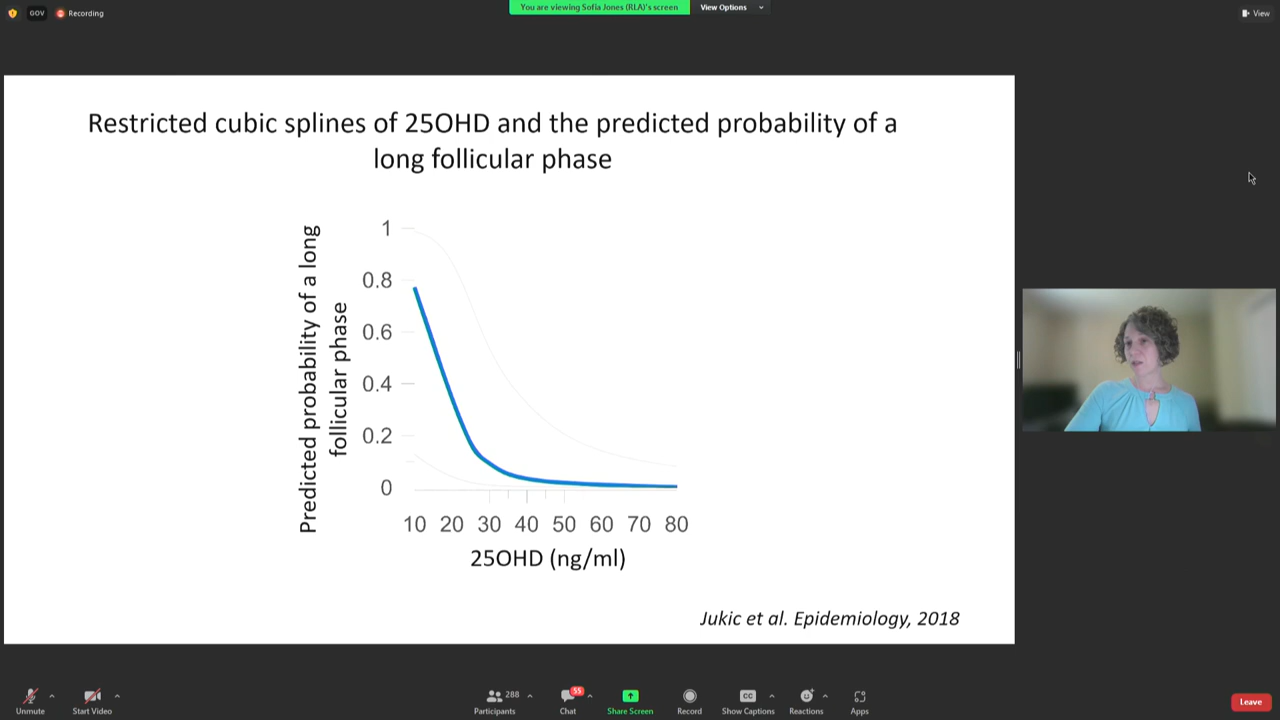 GOV
Recording
You are viewing Sofia Jones (RLA)'s screen
View Options
View
Restricted cubic splines of 25OHD and the predicted probability of a
long follicular phase
Predicted probability of a long
follicular phase
1
0.8
0.6
0.4
0.2
0
10 20 30 40 50 60 70 80
25OHD (ng/ml)
Jukic et al. Epidemiology, 2018
Unmute
Start Video
288
Participants
55
Chat
Share Screen
Record
CC
Show Captions
Reactions
Apps
Leave